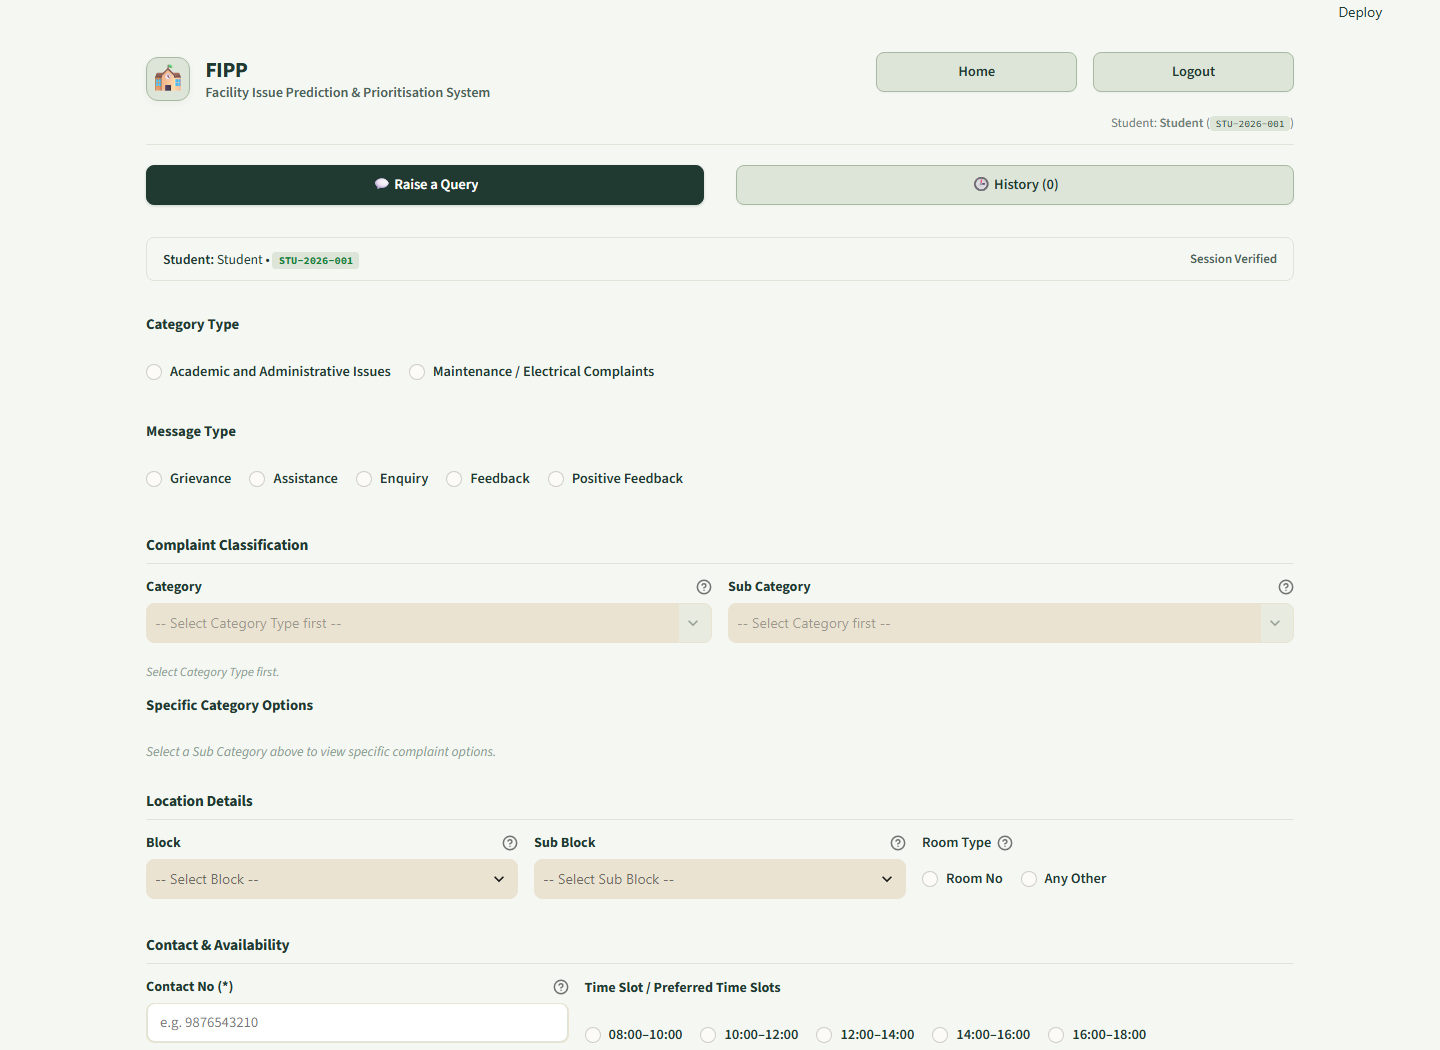 Deploy
FIPP
Facility Issue Prediction & Prioritisation System
Home
Logout
Student: Student ( STU-2026-001 )
Raise a Query
History (0)
Student: Student • STU-2026-001
Session Verified
Category Type
Academic and Administrative Issues
Maintenance / Electrical Complaints
Message Type
Grievance
Assistance
Enquiry
Feedback
Positive Feedback
Complaint Classification
Category
Sub Category
-- Select Category Type first --
-- Select Category first --
Select Category Type first.
Specific Category Options
Select a Sub Category above to view specific complaint options.
Location Details
Block
Sub Block
Room Type
-- Select Block --
-- Select Sub Block --
Room No
Any Other
Contact & Availability
Contact No (*)
Time Slot / Preferred Time Slots
e.g. 9876543210
08:00–10:00
10:00–12:00
12:00–14:00
14:00–16:00
16:00–18:00